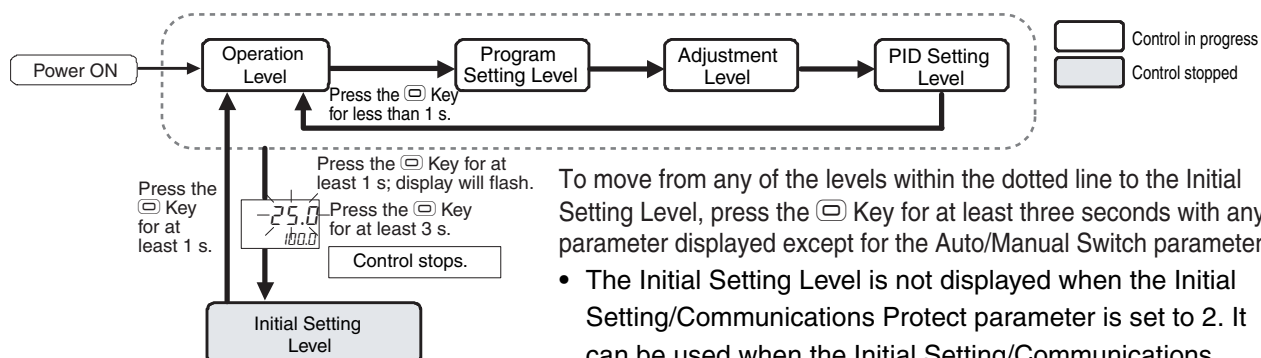 Power ON
Operation
Level
Program
Setting Level
Adjustment
Level
PID Setting
Level
Control in progress
Control stopped
Press the Key
for less than 1 s.
Press the
Key
for at
least 1 s.
Press the Key for at
least 1 s; display will flash.
-25.0
100.0
Press the Key
for at least 3 s.
Control stops.
Initial Setting
Level
To move from any of the levels within the dotted line to the Initial
Setting Level, press the Key for at least three seconds with any
parameter displayed except for the Auto/Manual Switch parameter
• The Initial Setting Level is not displayed when the Initial
Setting/Communications Protect parameter is set to 2. It
can be used when the Initial Setting/Communications